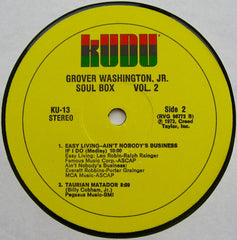 KUDU
GROVER WASHINGTON, JR.
SOUL BOX VOL. 2
KU-13 Side 2
STEREO (RVG 98772 B)
℗ 1973, Creed
Taylor, Inc.
1. EASY LIVING-AIN'T NOBODY'S BUSINESS
IF I DO (Medley) 10:00
Easy Living: Leo Robin-Ralph Rainger
Famous Music Corp.-ASCAP
Ain't Nobody's Business:
Everett Robbins-Porter Grainger
MCA Music-ASCAP
2. TAURIAN MATADOR
(Billy Cobham, Jr.)
Pegasus Music-BMI